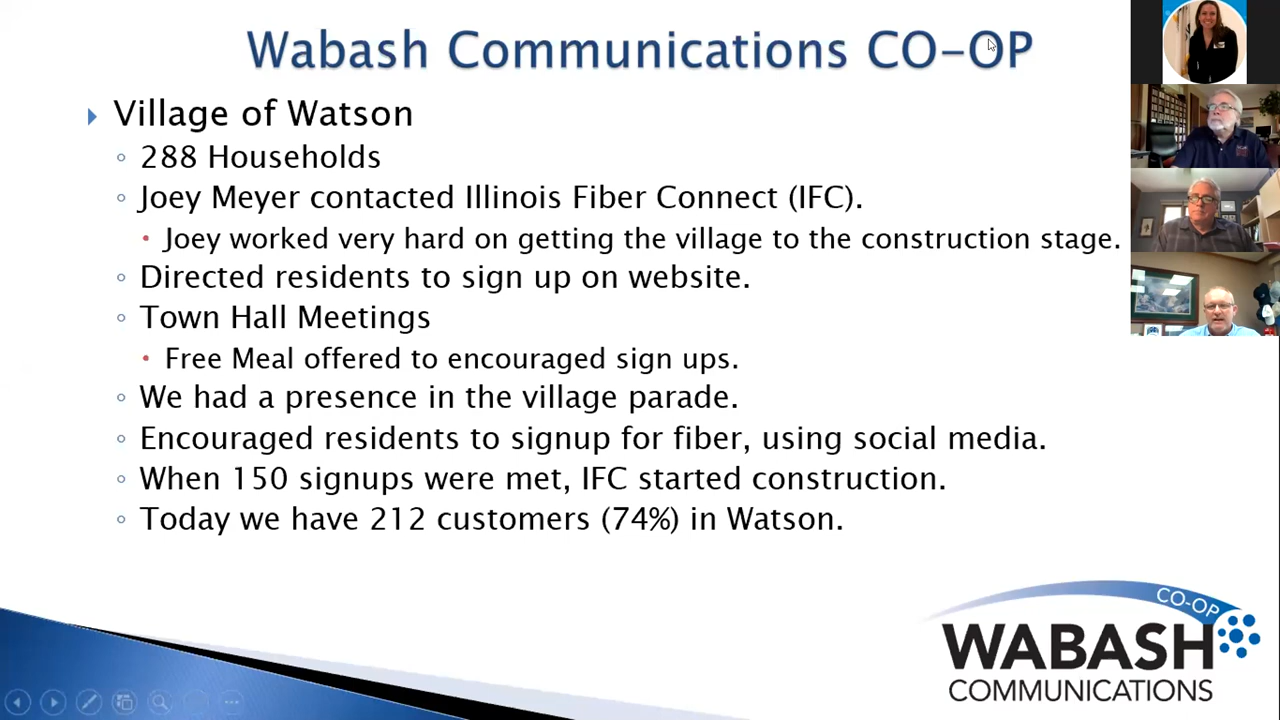 Wabash Communications CO-OP
Village of Watson
288 Households
Joey Meyer contacted Illinois Fiber Connect (IFC).
Joey worked very hard on getting the village to the construction stage.
Directed residents to sign up on website.
Town Hall Meetings
Free Meal offered to encouraged sign ups.
We had a presence in the village parade.
Encouraged residents to signup for fiber, using social media.
When 150 signups were met, IFC started construction.
Today we have 212 customers (74%) in Watson.
CO-OP
WABASH
COMMUNICATIONS